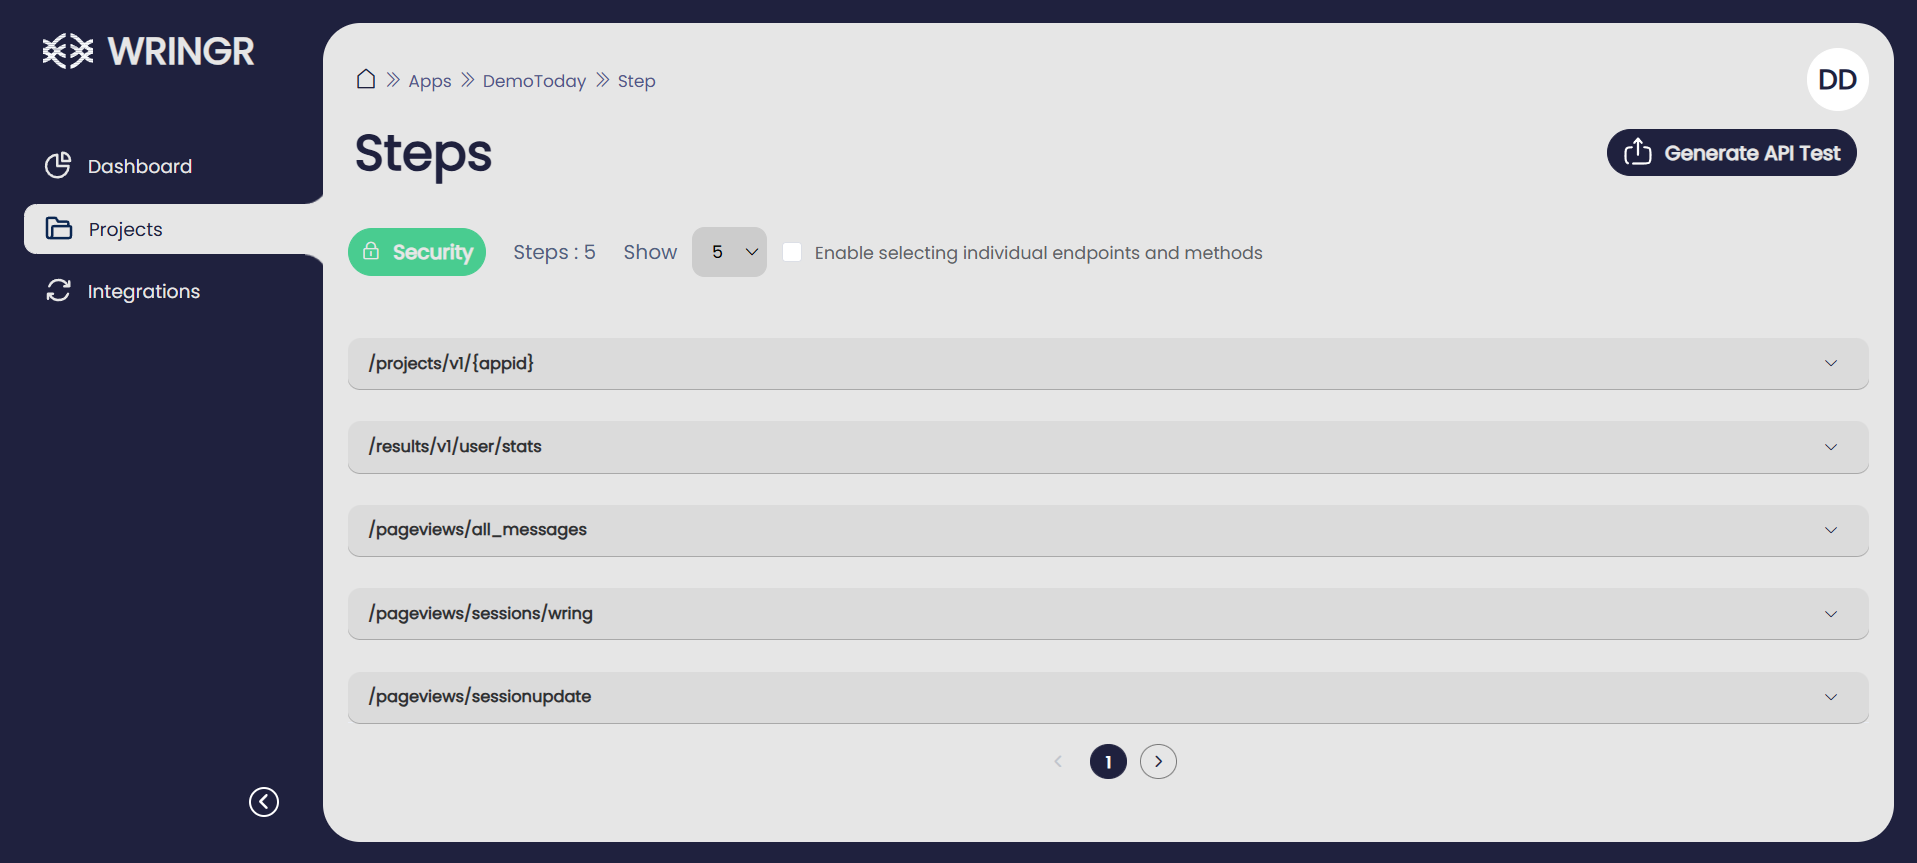 WRINGR
Dashboard
Projects
Integrations
Apps DemoToday Step
DD
Steps
Generate API Test
Security Steps : 5 Show 5 Enable selecting individual endpoints and methods
/projects/v1/{appid}
/results/v1/user/stats
/pageviews/all_messages
/pageviews/sessions/wring
/pageviews/sessionupdate
1